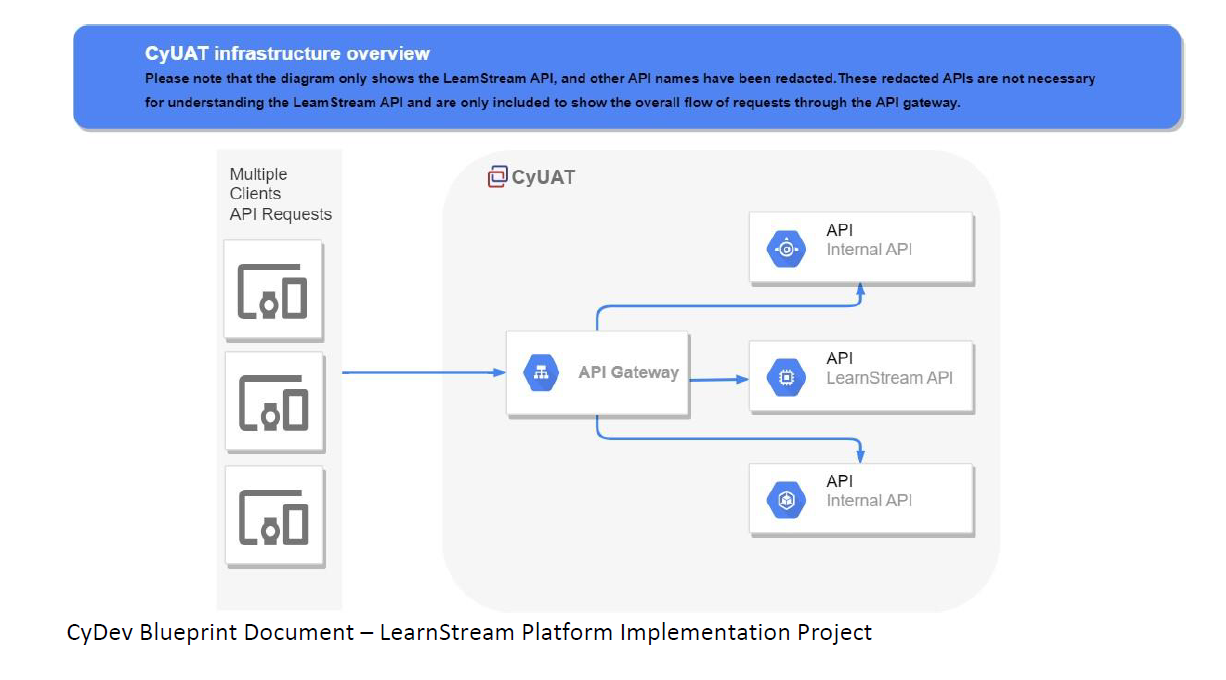 CyUAT infrastructure overview
Please note that the diagram only shows the LeamStream API, and other API names have been redacted.These redacted APIs are not necessary
for understanding the LeamStream API and are only included to show the overall flow of requests through the API gateway.
Multiple
Clients
API Requests
CyUAT
API
Internal API
API Gateway
API
LearnStream API
API
Internal API
CyDev Blueprint Document – LearnStream Platform Implementation Project